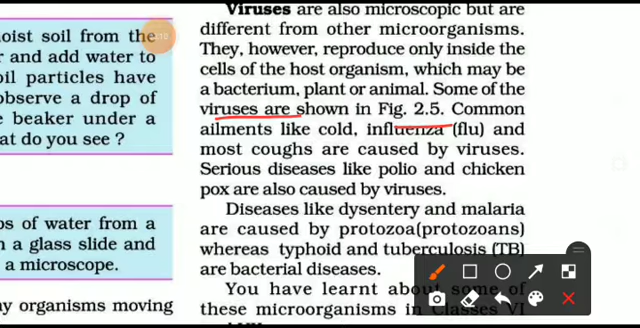 oist soil from the
r and add water to
oil particles have
observe a drop of
e beaker under a
at do you see ?
ps of water from a
n a glass slide and
a microscope.
ny organisms moving
Viruses are also microscopic but are
different from other microorganisms.
They, however, reproduce only inside the
cells of the host organism, which may be
a bacterium, plant or animal. Some of the
viruses are shown in Fig. 2.5. Common
ailments like cold, influenza (flu) and
most coughs are caused by viruses.
Serious diseases like polio and chicken
pox are also caused by viruses.
Diseases like dysentery and malaria
are caused by protozoa(protozoans)
whereas typhoid and tuberculosis (TB)
are bacterial diseases.
You have learnt about some of
these microorganisms in Classes VI